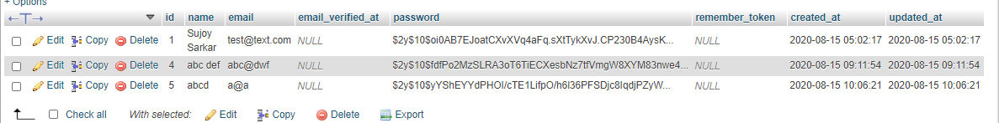 + Options
←T→ id name email email_verified_at password remember_token created_at updated_at
Edit Copy Delete 1 Sujoy Sarkar test@text.com NULL $2y$10$oi0AB7EJoatCXvXVq4aFq.sXtTykXvJ.CP230B4AysK... NULL 2020-08-15 05:02:17 2020-08-15 05:02:17
Edit Copy Delete 4 abc def abc@dwf NULL $2y$10$fdfPo2MzSLRA3oT6TiECXesbNz7tfVmgW8XYM83nwe4... NULL 2020-08-15 09:11:54 2020-08-15 09:11:54
Edit Copy Delete 5 abcd a@a NULL $2y$10$yYShEYYdPHOI/cTE1LifpO/h6I36PFSDjc8IqdjPZyW... NULL 2020-08-15 10:06:21 2020-08-15 10:06:21
Check all With selected: Edit Copy Delete Export